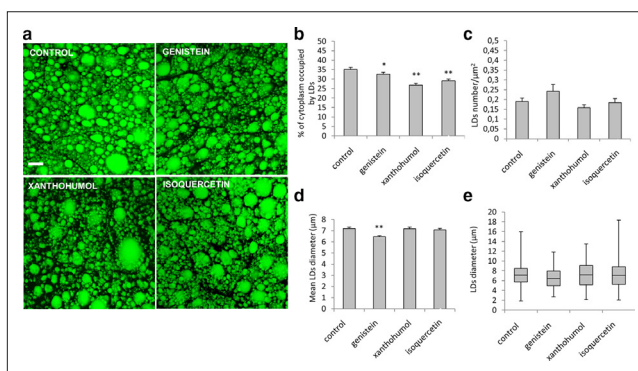 a
CONTROL
GENISTEIN
XANTHOHUMOL
ISOQUERCETIN
b
% of cytoplasm occupied
by LDs
50
45
40
35
30
25
20
15
10
5
0
*
**
**
control
genistein
xanthohumol
isoquercetin
c
LDs number/µm²
0,5
0,45
0,4
0,35
0,3
0,25
0,2
0,15
0,1
0,05
0
control
genistein
xanthohumol
isoquercetin
d
Mean LDs diameter (µm)
8
7
6
5
4
3
2
1
0
**
control
genistein
xanthohumol
isoquercetin
e
LDs diameter (µm)
20
18
16
14
12
10
8
6
4
2
0
control
genistein
xanthohumol
isoquercetin